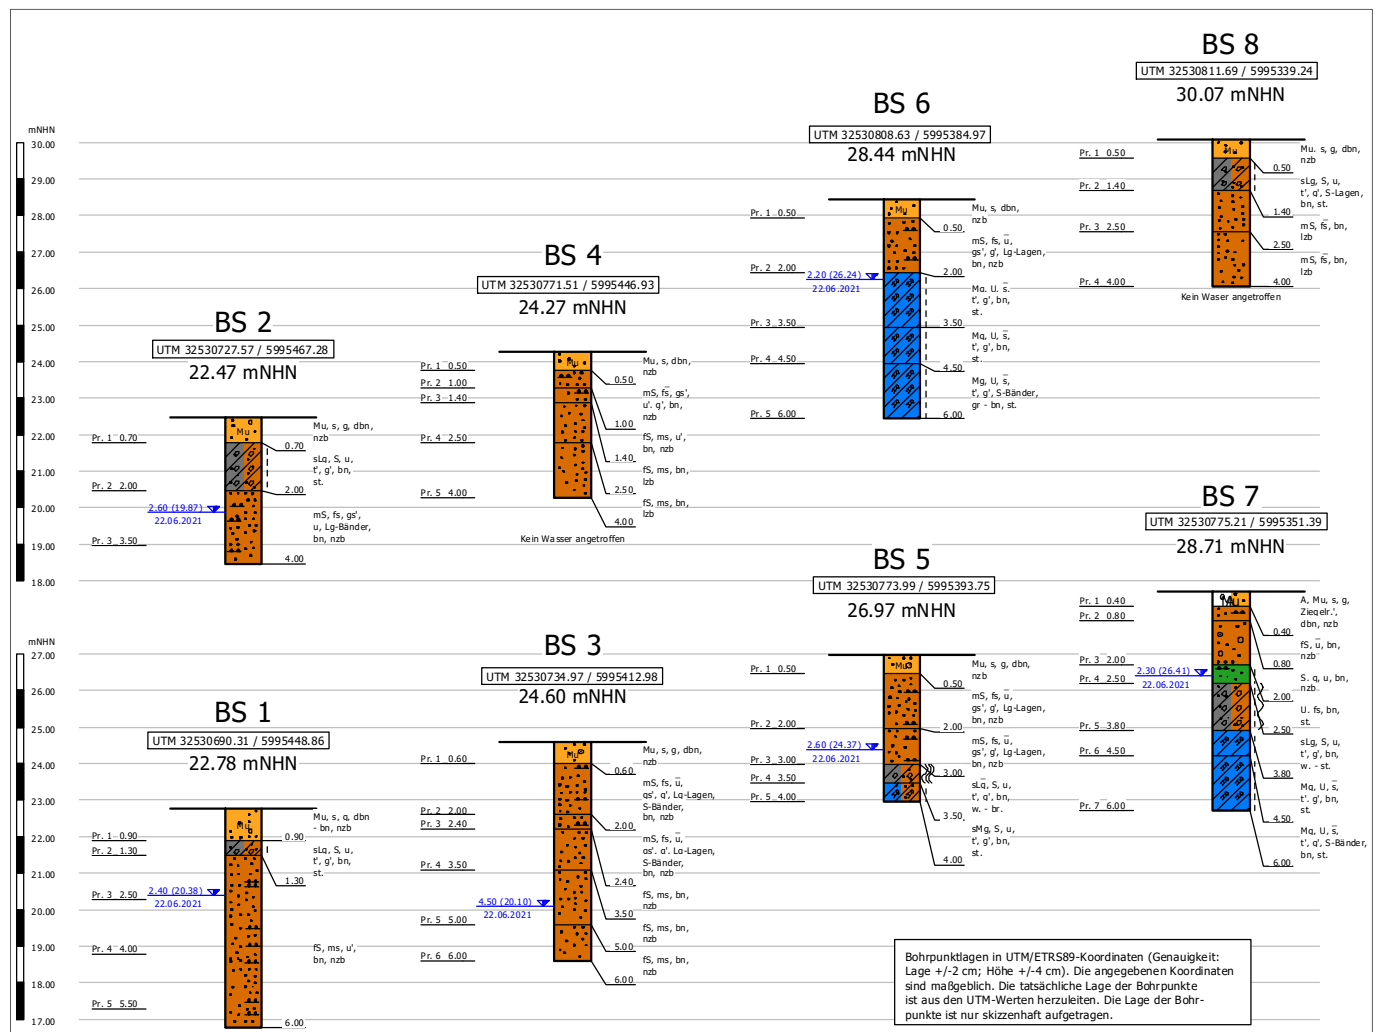 BS 8
UTM 32530811.69 / 5995339.24
30.07 mNHN
BS 6
UTM 32530808.63 / 5995384.97
28.44 mNHN
BS 4
UTM 32530771.51 / 5995446.93
24.27 mNHN
BS 2
UTM 32530727.57 / 5995467.28
22.47 mNHN
mNHN
30.00
29.00
28.00
27.00
26.00
25.00
24.00
23.00
22.00
21.00
20.00
19.00
18.00
Pr. 1 0.70
Pr. 2 2.00
2.60 (19.87)
22.06.2021
Pr. 3 3.50
Mu
0.70
2.00
4.00
Mu, s, g, dbn,
nzb
sLg, S, u,
t', g', bn,
st.
mS, fs, gs',
u, Lg-Bänder,
bn, nzb
Pr. 1 0.50
Pr. 2 1.00
Pr. 3 1.40
Pr. 4 2.50
Pr. 5 4.00
Mu
0.50
1.00
1.40
2.50
4.00
Mu, s, dbn,
nzb
mS, f̅s̅, gs',
u', g', bn,
nzb
fS, ms, u',
bn, nzb
fS, ms, bn,
lzb
fS, ms, bn,
lzb
Kein Wasser angetroffen
Pr. 1 0.50
Pr. 2 2.00
2.20 (26.24)
22.06.2021
Pr. 3 3.50
Pr. 4 4.50
Pr. 5 6.00
Mu
0.50
2.00
3.50
4.50
6.00
Mu, s, dbn,
nzb
mS, fs, u̅,
gs', g', Lg-Lagen,
bn, nzb
Mg, U, s̅,
t', g', bn,
st.
Mg, U, s̅,
t', g', bn,
st.
Mg, U, s̅,
t', g', S-Bänder,
gr - bn, st.
Pr. 1 0.50
Pr. 2 1.40
Pr. 3 2.50
Pr. 4 4.00
Mu
0.50
1.40
2.50
4.00
Mu, s, g, dbn,
nzb
sLg, S, u,
t', g', S-Lagen,
bn, st.
mS, f̅s̅, bn,
lzb
mS, f̅s̅, bn,
lzb
Kein Waser angetroffen
BS 7
UTM 32530775.21 / 5995351.39
28.71 mNHN
BS 5
UTM 32530773.99 / 5995393.75
26.97 mNHN
BS 3
UTM 32530734.97 / 5995412.98
24.60 mNHN
BS 1
UTM 32530690.31 / 5995448.86
22.78 mNHN
mNHN
27.00
26.00
25.00
24.00
23.00
22.00
21.00
20.00
19.00
18.00
17.00
Pr. 1 0.90
Pr. 2 1.30
Pr. 3 2.50
2.40 (20.38)
22.06.2021
Pr. 4 4.00
Pr. 5 5.50
Mu
0.90
1.30
6.00
Mu, s, g, dbn
- bn, nzb
sLg, S, u,
t', g', bn,
st.
fS, ms, u',
bn, nzb
Pr. 1 0.60
Pr. 2 2.00
Pr. 3 2.40
Pr. 4 3.50
4.50 (20.10)
22.06.2021
Pr. 5 5.00
Pr. 6 6.00
Mu
0.60
2.00
2.40
3.50
5.00
6.00
Mu, s, g, dbn,
nzb
mS, fs, u̅,
gs', g', Lg-Lagen,
S-Bänder,
bn, nzb
mS, fs, u̅,
gs', g', Lg-Lagen,
S-Bänder,
bn, nzb
fS, ms, bn,
nzb
fS, ms, bn,
nzb
fS, ms, bn,
nzb
Pr. 1 0.50
Pr. 2 2.00
2.60 (24.37)
22.06.2021
Pr. 3 3.00
Pr. 4 3.50
Pr. 5 4.00
Mu
0.50
2.00
3.00
3.50
4.00
Mu, s, g, dbn,
nzb
mS, fs, u̅,
gs', g', Lg-Lagen,
bn, nzb
mS, fs, u̅,
gs', g', Lg-Lagen,
bn, nzb
sLg, S, u,
t', g', bn,
w. - br.
sMg, S, u,
t', g', bn,
st.
Pr. 1 0.40
Pr. 2 0.80
Pr. 3 2.00
2.30 (26.41)
22.06.2021
Pr. 4 2.50
Pr. 5 3.80
Pr. 6 4.50
Pr. 7 6.00
A
Mu
0.40
0.80
2.00
2.50
3.80
4.50
6.00
A, Mu, s, g,
Ziegelr.',
dbn, nzb
fS, u̅, bn,
nzb
S, g, u, bn,
nzb
U, fs, bn,
st.
sLg, S, u,
t', g', bn,
w. - st.
Mg, U, s̅,
t', g', bn,
st.
Mg, U, s̅,
t', g', S-Bänder,
bn, st.
Bohrpunktlagen in UTM/ETRS89-Koordinaten (Genauigkeit:
Lage +/-2 cm; Höhe +/-4 cm). Die angegebenen Koordinaten
sind maßgeblich. Die tatsächliche Lage der Bohrpunkte
ist aus den UTM-Werten herzuleiten. Die Lage der Bohr-
punkte ist nur skizzenhaft aufgetragen.